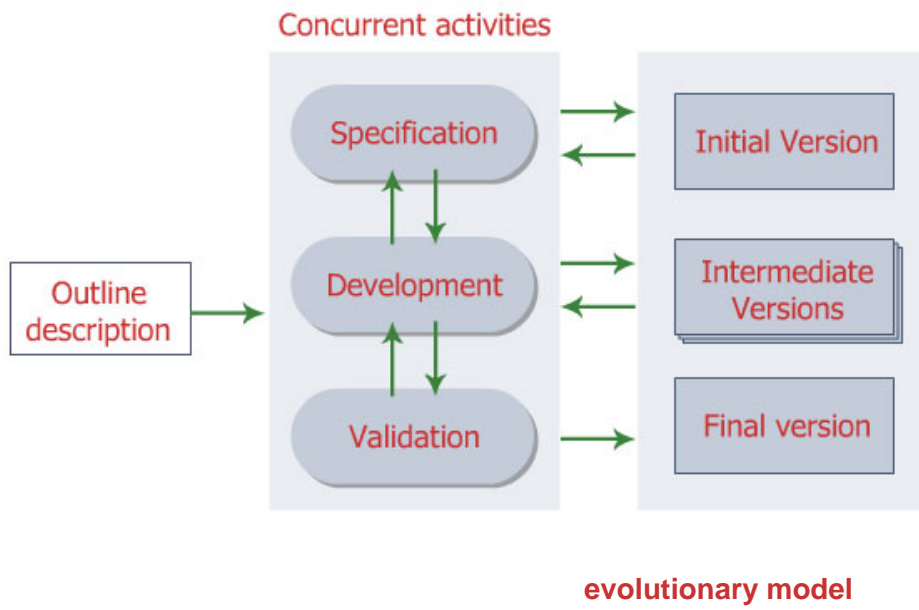 Concurrent activities
Specification
Initial Version
Outline
description
Development
Intermediate
Versions
Validation
Final version
evolutionary model